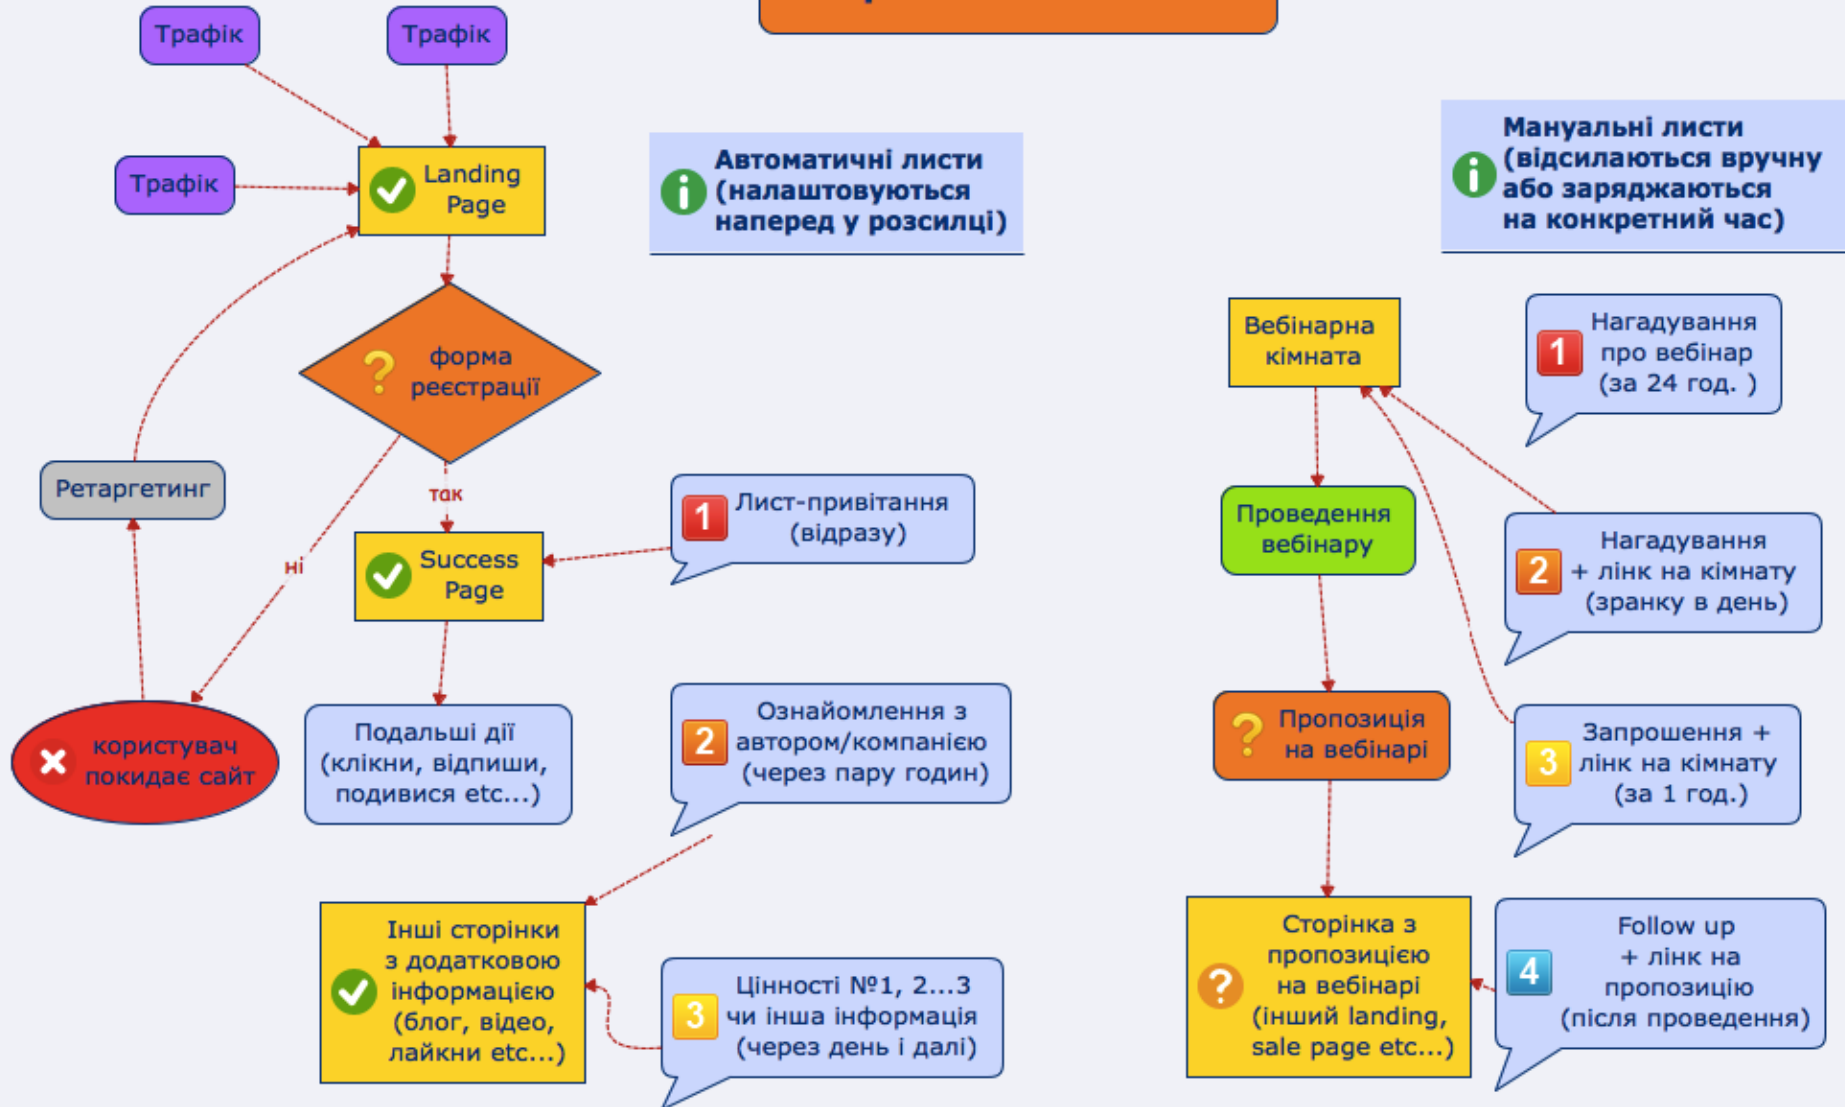 Трафік
Трафік
Трафік
Landing
Page
Автоматичні листи
(налаштовуються
наперед у розсилці)
Мануальні листи
(відсилаються вручну
або заряджаються
на конкретний час)
?
форма
реєстрації
Ретаргетинг
так
ні
Success
Page
1
Лист-привітання
(відразу)
користувач
покидає сайт
Подальші дії
(клікни, відпиши,
подивися etc...)
2
Ознайомлення з
автором/компанією
(через пару годин)
Інші сторінки
з додатковою
інформацією
(блог, відео,
лайкни etc...)
3
Цінності №1, 2...3
чи інша інформація
(через день і далі)
Вебінарна
кімната
1
Нагадування
про вебінар
(за 24 год. )
Проведення
вебінару
2
Нагадування
+ лінк на кімнату
(зранку в день)
?
Пропозиція
на вебінарі
3
Запрошення +
лінк на кімнату
(за 1 год.)
?
Сторінка з
пропозицією
на вебінарі
(інший landing,
sale page etc...)
4
Follow up
+ лінк на
пропозицію
(після проведення)